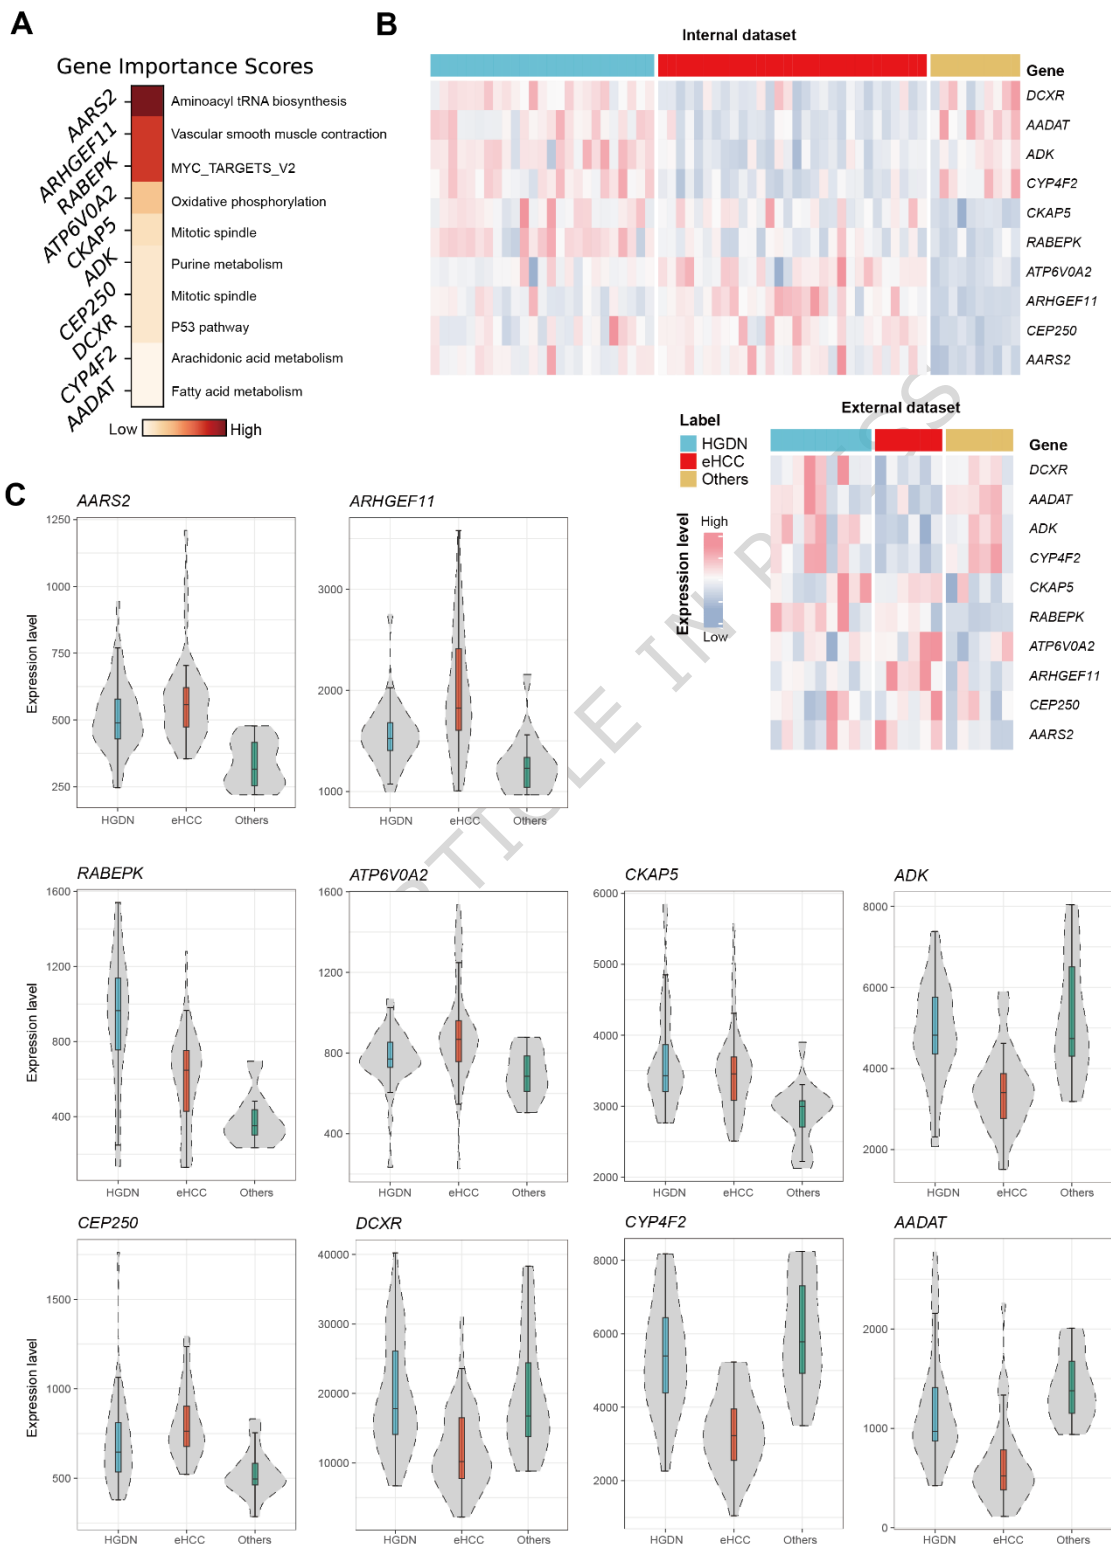 A
Gene Importance Scores
AARS2 Aminoacyl tRNA biosynthesis
ARHGEF11 Vascular smooth muscle contraction
RABEPK MYC_TARGETS_V2
ATP6V0A2 Oxidative phosphorylation
CKAP5 Mitotic spindle
ADK Purine metabolism
CEP250 Mitotic spindle
DCXR P53 pathway
CYP4F2 Arachidonic acid metabolism
AADAT Fatty acid metabolism
Low High
B
Internal dataset
Gene
DCXR
AADAT
ADK
CYP4F2
CKAP5
RABEPK
ATP6V0A2
ARHGEF11
CEP250
AARS2
External dataset
Label
HGDN
eHCC
Others
Expression level
High
Low
Gene
DCXR
AADAT
ADK
CYP4F2
CKAP5
RABEPK
ATP6V0A2
ARHGEF11
CEP250
AARS2
C
AARS2
Expression level
1250
1000
750
500
250
HGDN eHCC Others
ARHGEF11
3000
2000
1000
HGDN eHCC Others
RABEPK
Expression level
1600
1200
800
400
HGDN eHCC Others
ATP6V0A2
1600
1200
800
400
HGDN eHCC Others
CKAP5
6000
5000
4000
3000
2000
HGDN eHCC Others
ADK
8000
6000
4000
2000
HGDN eHCC Others
CEP250
Expression level
1500
1000
500
HGDN eHCC Others
DCXR
40000
30000
20000
10000
HGDN eHCC Others
CYP4F2
8000
6000
4000
2000
HGDN eHCC Others
AADAT
2000
1000
0
HGDN eHCC Others
ARTICLE IN PRESS